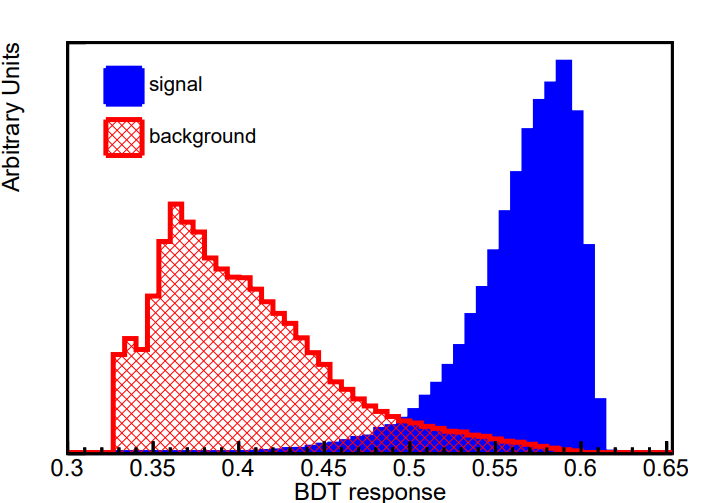 Arbitrary Units
signal
background
0.3 0.35 0.4 0.45 0.5 0.55 0.6 0.65
BDT response